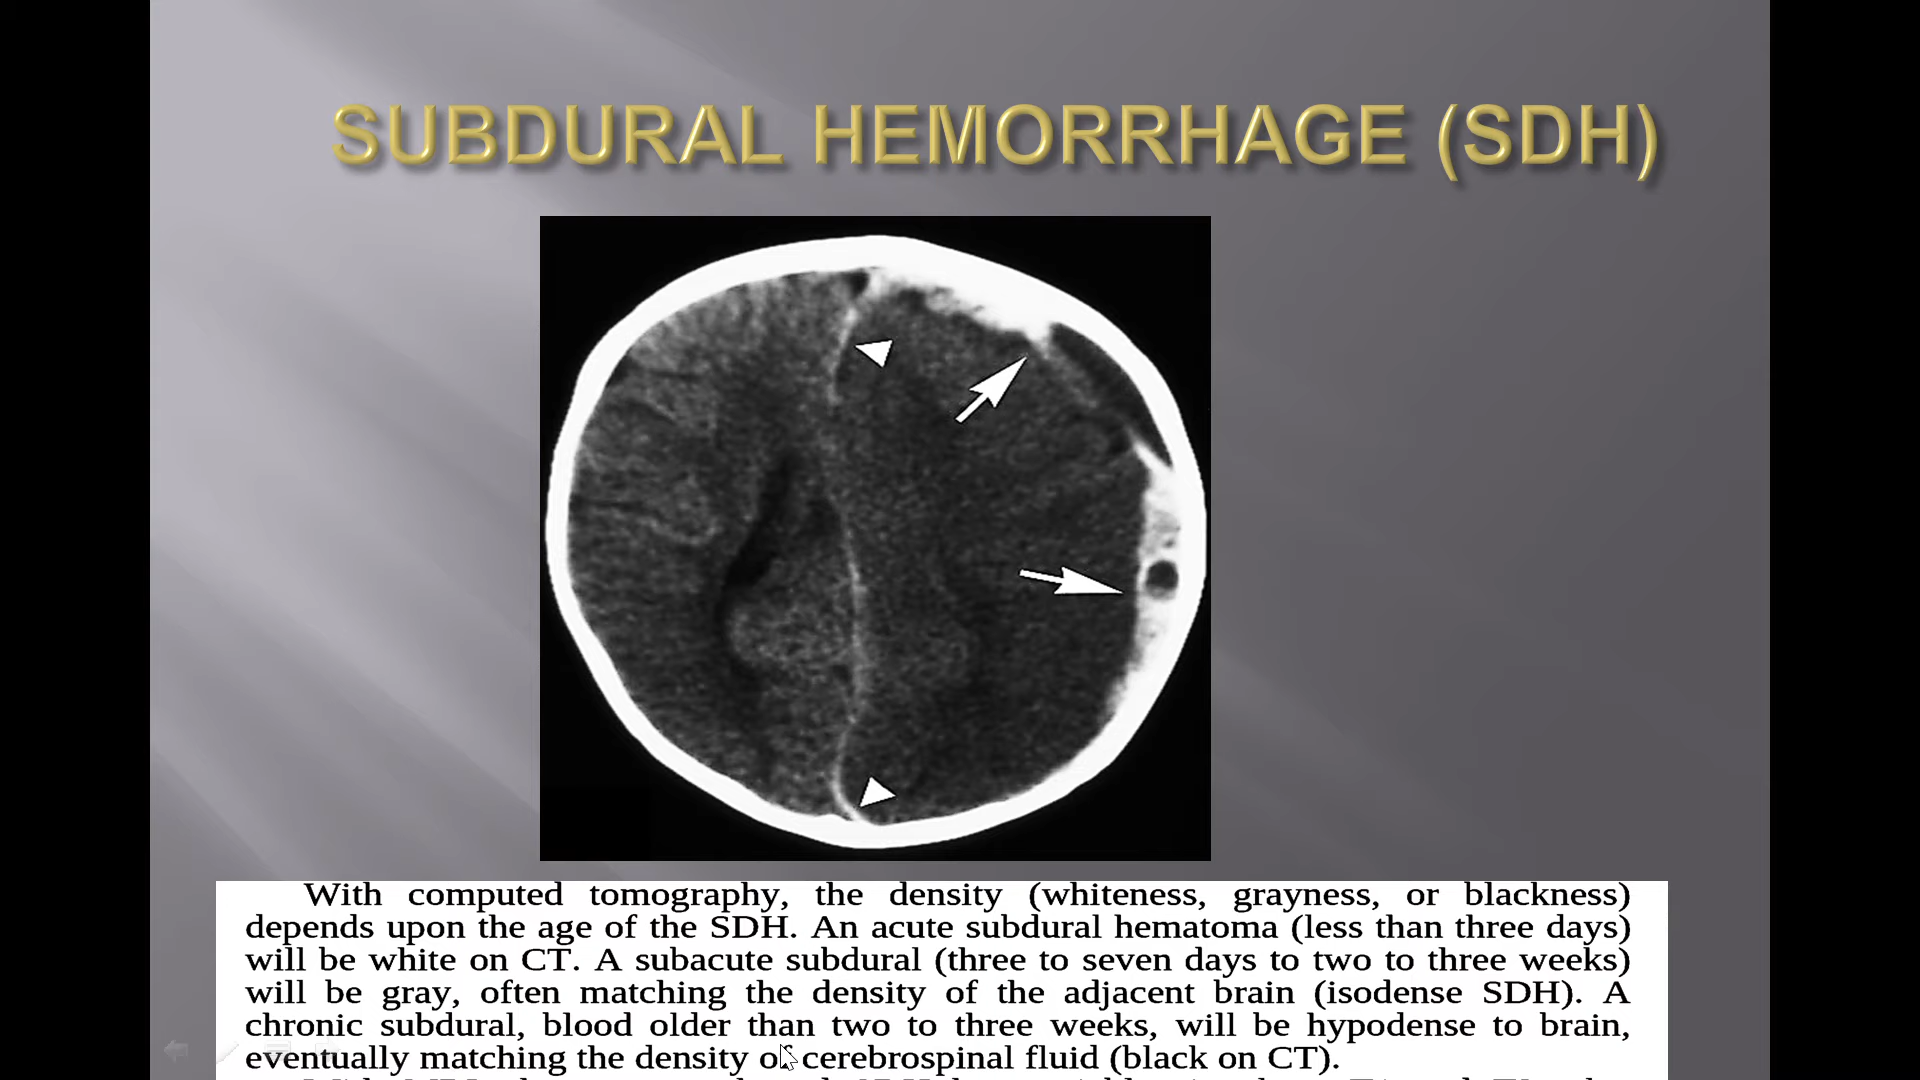 SUBDURAL HEMORRHAGE (SDH)
With computed tomography, the density (whiteness, grayness, or blackness)
depends upon the age of the SDH. An acute subdural hematoma (less than three days)
will be white on CT. A subacute subdural (three to seven days to two to three weeks)
will be gray, often matching the density of the adjacent brain (isodense SDH). A
chronic subdural, blood older than two to three weeks, will be hypodense to brain,
eventually matching the density of cerebrospinal fluid (black on CT).